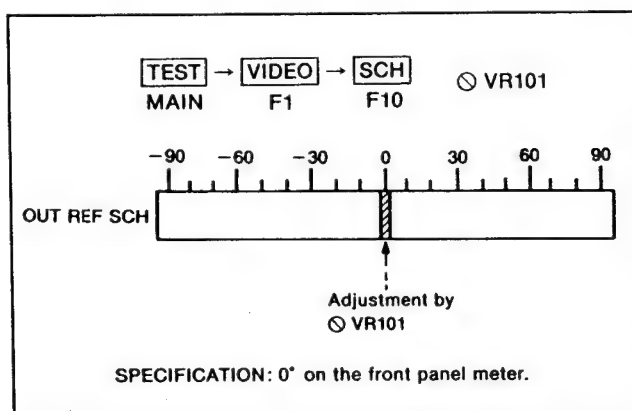 TEST → VIDEO → SCH ⦸ VR101
MAIN F1 F10
−90 −60 −30 0 30 60 90
OUT REF SCH
Adjustment by
⦸ VR101
SPECIFICATION: 0° on the front panel meter.